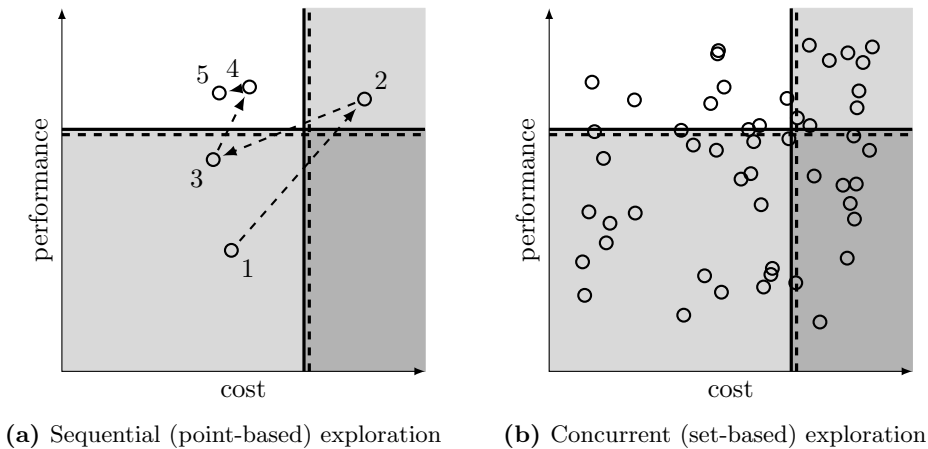 performance
5
4
2
3
1
cost
(a) Sequential (point-based) exploration
performance
cost
(b) Concurrent (set-based) exploration